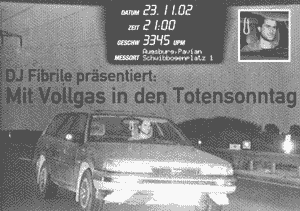 DATUM 23.11.02
ZEIT 21:00
GESCHW 3345 UPM
Augsburg, Pavian
MESSORT Schwibbogenplatz 1
DJ Fibrile präsentiert:
Mit Vollgas in den Totensonntag